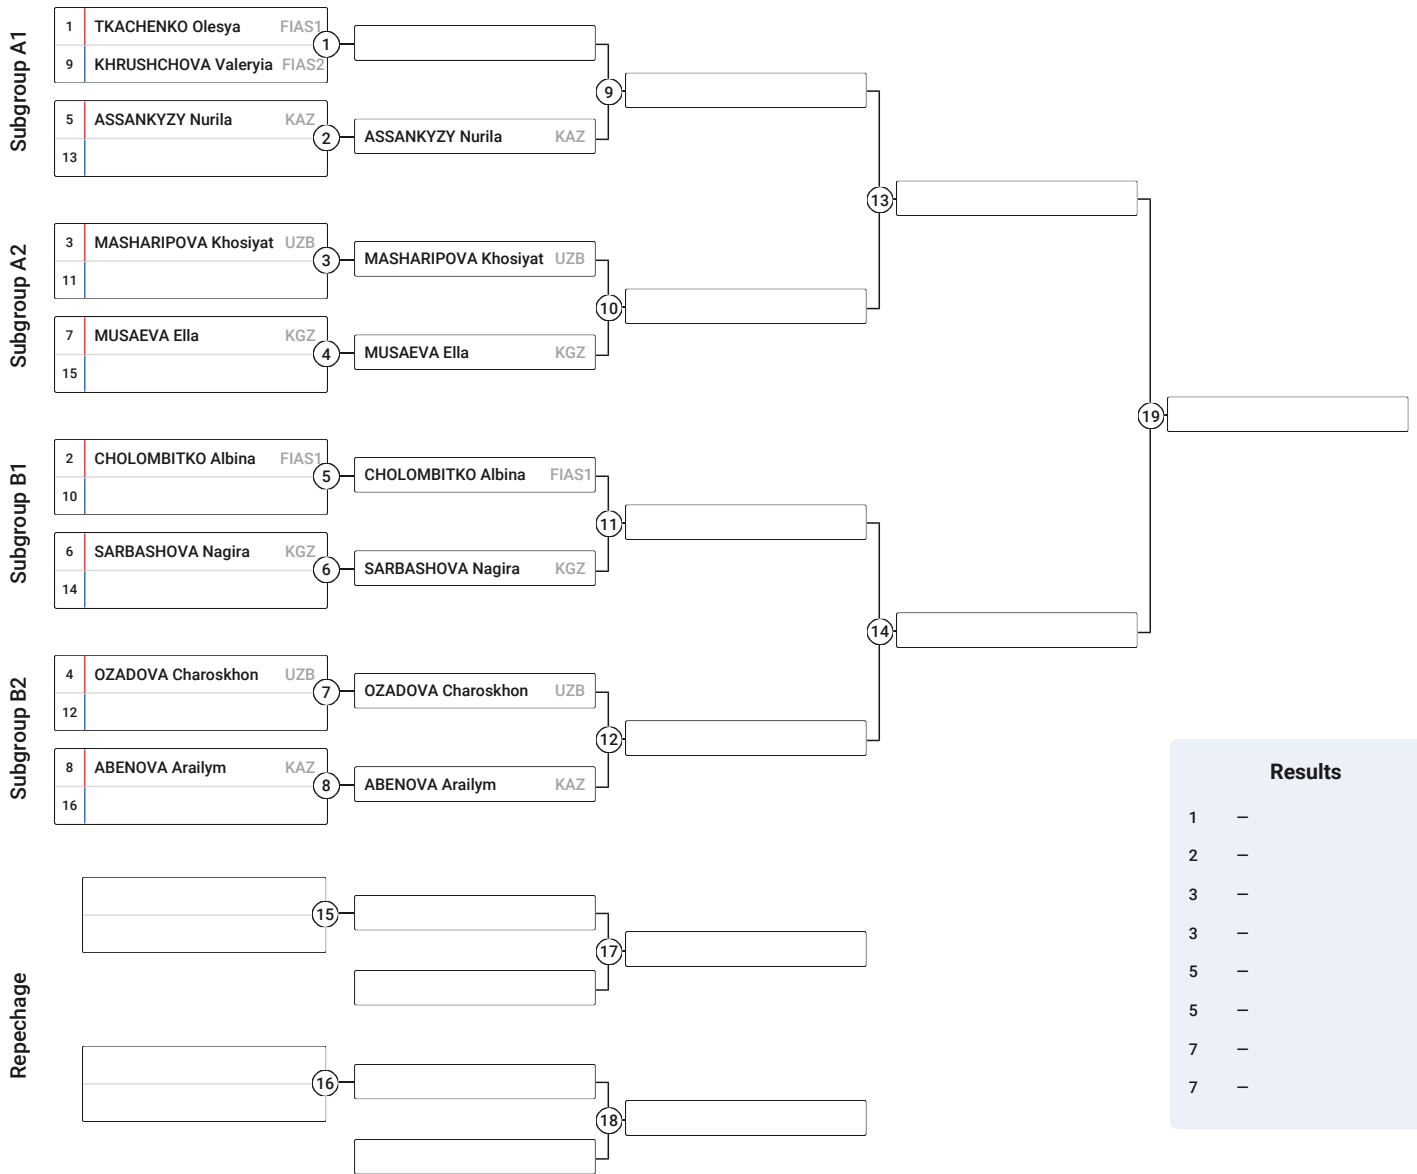 Subgroup A1
1 TKACHENKO Olesya FIAS1
9 KHRUSHCHOVA Valeryia FIAS2
1
5 ASSANKYZY Nurila KAZ
13
2
ASSANKYZY Nurila KAZ
9
Subgroup A2
3 MASHARIPOVA Khosiyat UZB
11
3
MASHARIPOVA Khosiyat UZB
7 MUSAEVA Ella KGZ
15
4
MUSAEVA Ella KGZ
10
13
Subgroup B1
2 CHOLOMBITKO Albina FIAS1
10
5
CHOLOMBITKO Albina FIAS1
6 SARBASHOVA Nagira KGZ
14
6
SARBASHOVA Nagira KGZ
11
Subgroup B2
4 OZADOVA Charoskhon UZB
12
7
OZADOVA Charoskhon UZB
8 ABENOVA Arailym KAZ
16
8
ABENOVA Arailym KAZ
12
14
19
Repechage
15
17
16
18
Results
1 –
2 –
3 –
3 –
5 –
5 –
7 –
7 –